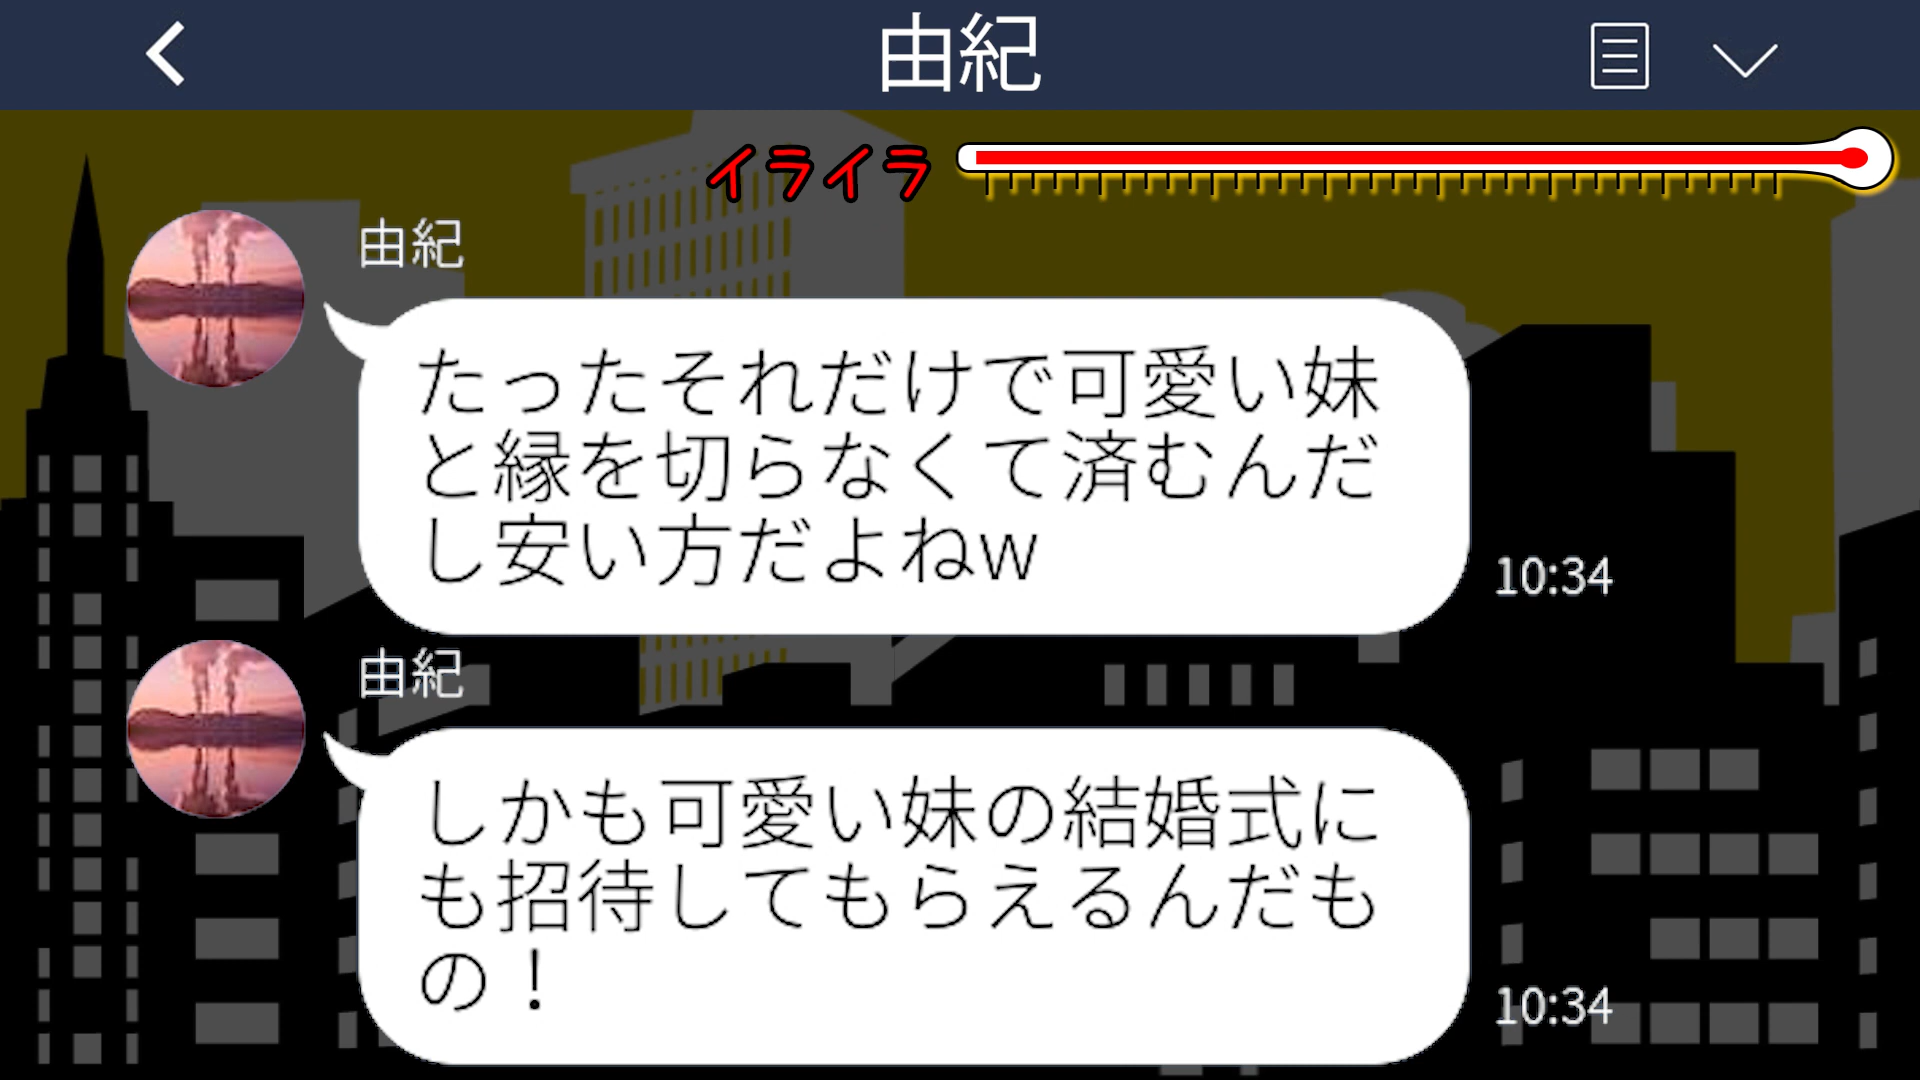 由紀
イライラ
由紀
たったそれだけで可愛い妹
と縁を切らなくて済むんだ
し安い方だよねw
10:34
由紀
しかも可愛い妹の結婚式に
も招待してもらえるんだも
の！
10:34